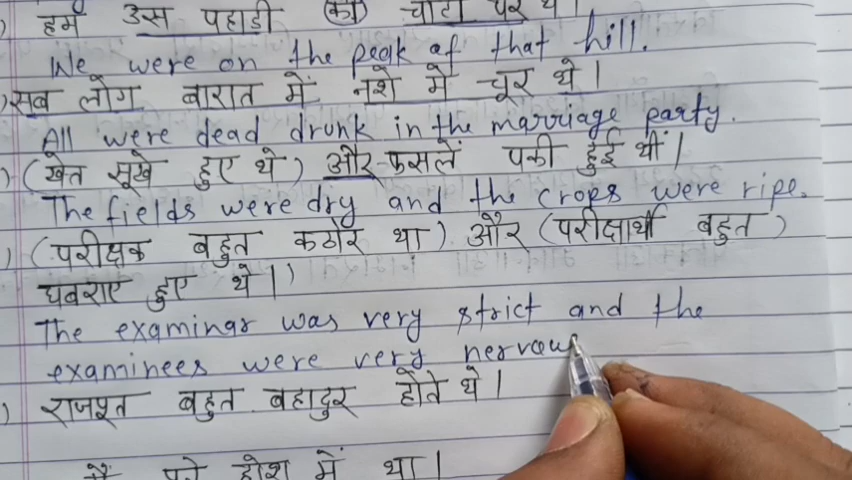 ) हम उस पहाड़ी (की) चोटी पर थे।
We were on the peak of that hill.
) सब लोग बारात में नशे में चूर थे।
All were dead drunk in the marriage party.
) (खेत सूखे हुए थे) और फसलें पकी हुई थीं।
The fields were dry and the crops were ripe.
) (परीक्षक बहुत कठोर था) और (परीक्षार्थी बहुत)
घबराए हुए थे।)
The examinar was very strict and the
examinees were very nervou
) राजपूत बहुत बहादुर होते थे।
मैं होश में था।